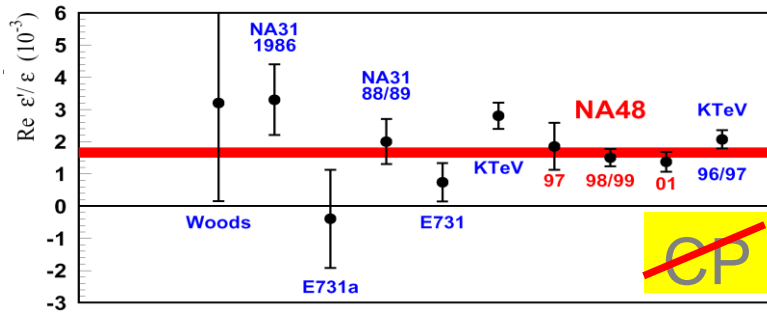 Re ε'/ε (10⁻³)
6
5
4
3
2
1
0
-1
-2
-3
Woods
NA31
1986
E731a
NA31
88/89
E731
KTeV
NA48
97
98/99
01
KTeV
96/97
CP